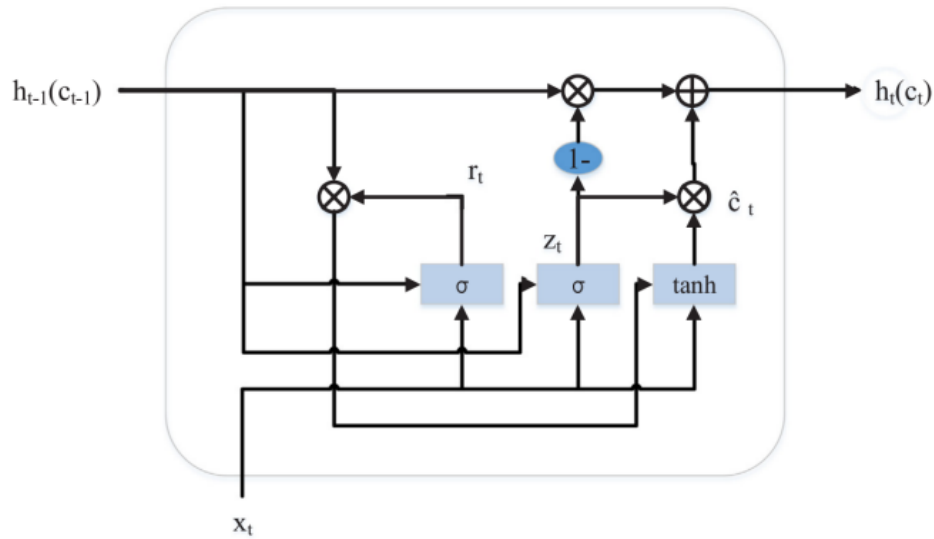 h_{t-1}(c_{t-1})
h_t(c_t)
1-
r_t
ĉ_t
z_t
σ
σ
tanh
x_t